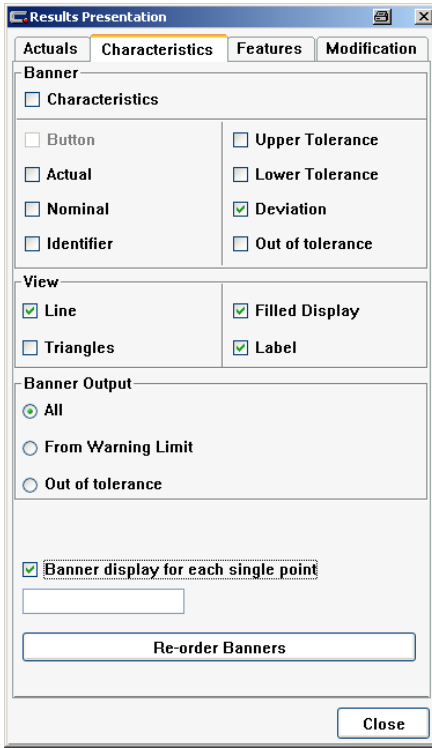 Results Presentation
Actuals Characteristics Features Modification
Banner
Characteristics
Button
Actual
Nominal
Identifier
Upper Tolerance
Lower Tolerance
Deviation
Out of tolerance
View
Line
Triangles
Filled Display
Label
Banner Output
All
From Warning Limit
Out of tolerance
Banner display for each single point
Re-order Banners
Close